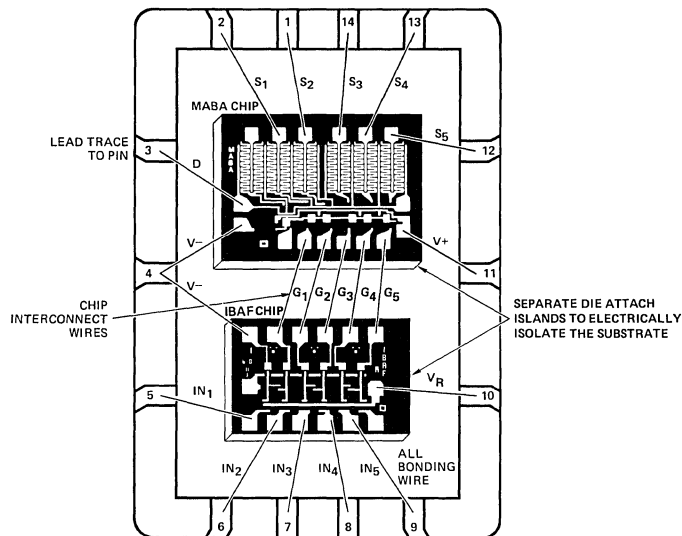 2 1 14 13
S1 S2 S3 S4
MABA CHIP
LEAD TRACE
TO PIN
3
D
MABA
S5
12
V−
V+
4
11
V−
CHIP
INTERCONNECT
WIRES
G1 G2 G3 G4 G5
SEPARATE DIE ATTACH
ISLANDS TO ELECTRICALLY
ISOLATE THE SUBSTRATE
IBAF CHIP
VR
5
IN1
10
IN2 IN3 IN4 IN5
ALL
BONDING
WIRE
6 7 8 9